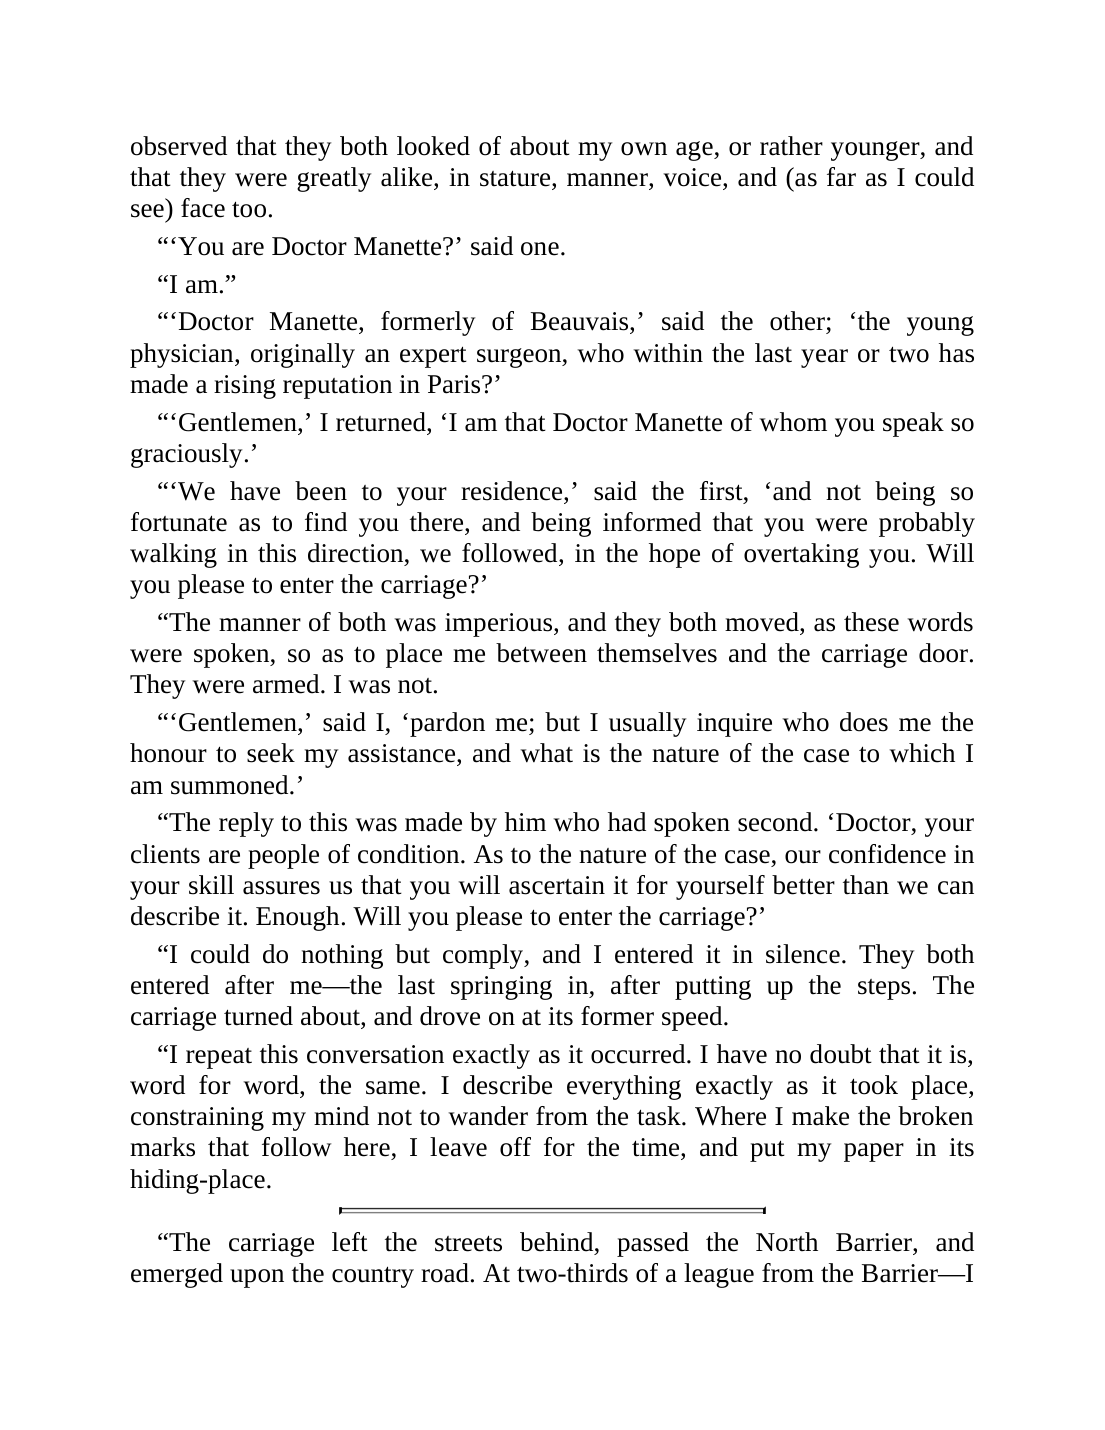 observed that they both looked of about my own age, or rather younger, and
that they were greatly alike, in stature, manner, voice, and (as far as I could
see) face too.
“‘You are Doctor Manette?’ said one.
“I am.”
“‘Doctor Manette, formerly of Beauvais,’ said the other; ‘the young
physician, originally an expert surgeon, who within the last year or two has
made a rising reputation in Paris?’
“‘Gentlemen,’ I returned, ‘I am that Doctor Manette of whom you speak so
graciously.’
“‘We have been to your residence,’ said the first, ‘and not being so
fortunate as to find you there, and being informed that you were probably
walking in this direction, we followed, in the hope of overtaking you. Will
you please to enter the carriage?’
“The manner of both was imperious, and they both moved, as these words
were spoken, so as to place me between themselves and the carriage door.
They were armed. I was not.
“‘Gentlemen,’ said I, ‘pardon me; but I usually inquire who does me the
honour to seek my assistance, and what is the nature of the case to which I
am summoned.’
“The reply to this was made by him who had spoken second. ‘Doctor, your
clients are people of condition. As to the nature of the case, our confidence in
your skill assures us that you will ascertain it for yourself better than we can
describe it. Enough. Will you please to enter the carriage?’
“I could do nothing but comply, and I entered it in silence. They both
entered after me—the last springing in, after putting up the steps. The
carriage turned about, and drove on at its former speed.
“I repeat this conversation exactly as it occurred. I have no doubt that it is,
word for word, the same. I describe everything exactly as it took place,
constraining my mind not to wander from the task. Where I make the broken
marks that follow here, I leave off for the time, and put my paper in its
hiding-place.
“The carriage left the streets behind, passed the North Barrier, and
emerged upon the country road. At two-thirds of a league from the Barrier—I